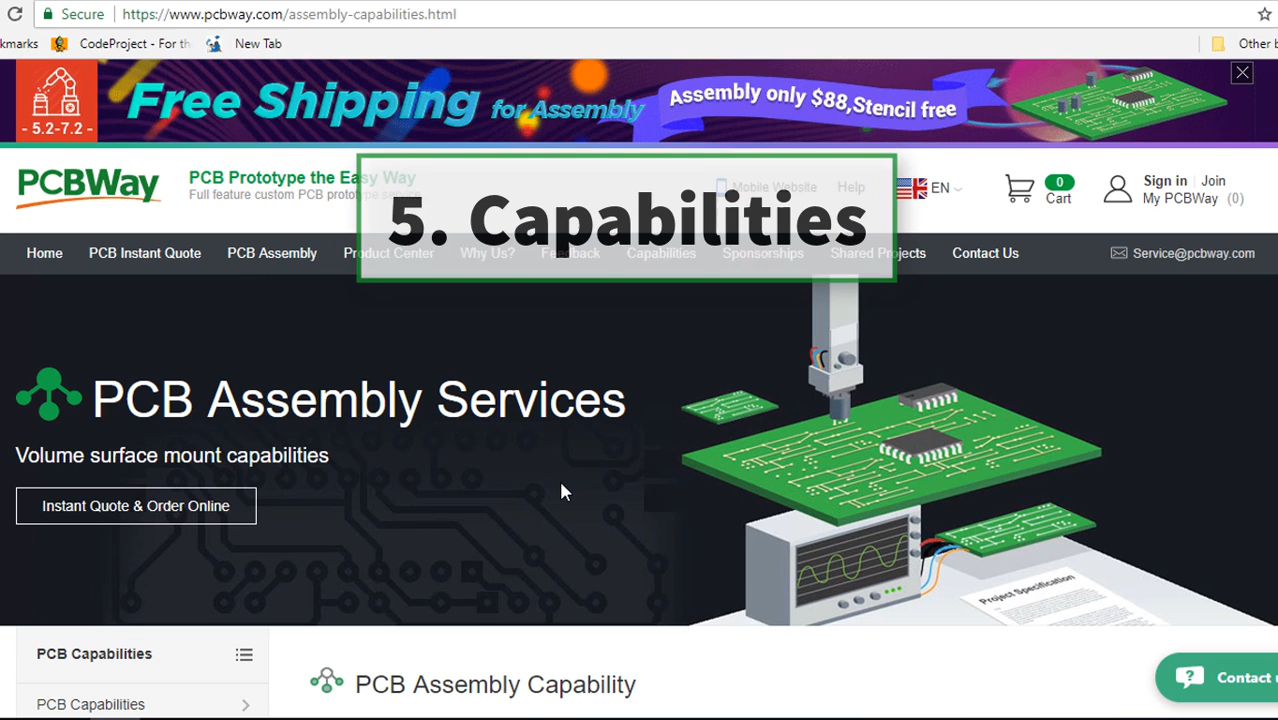 Secure https://www.pcbway.com/assembly-capabilities.html
kmarks CodeProject - For th New Tab Other b
- 5.2-7.2 - Free Shipping for Assembly Assembly only $88,Stencil free
PCBWay PCB Prototype the Easy Way
Full feature custom PCB prototype service
Mobile Website Help EN 0 Cart Sign in Join
My PCBWay (0)
5. Capabilities
Home PCB Instant Quote PCB Assembly Product Center Why Us? Feedback Capabilities Sponsorships Shared Projects Contact Us Service@pcbway.com
PCB Assembly Services
Volume surface mount capabilities
Instant Quote & Order Online
Project Specification
PCB Capabilities
PCB Capabilities
PCB Assembly Capability
Contact u